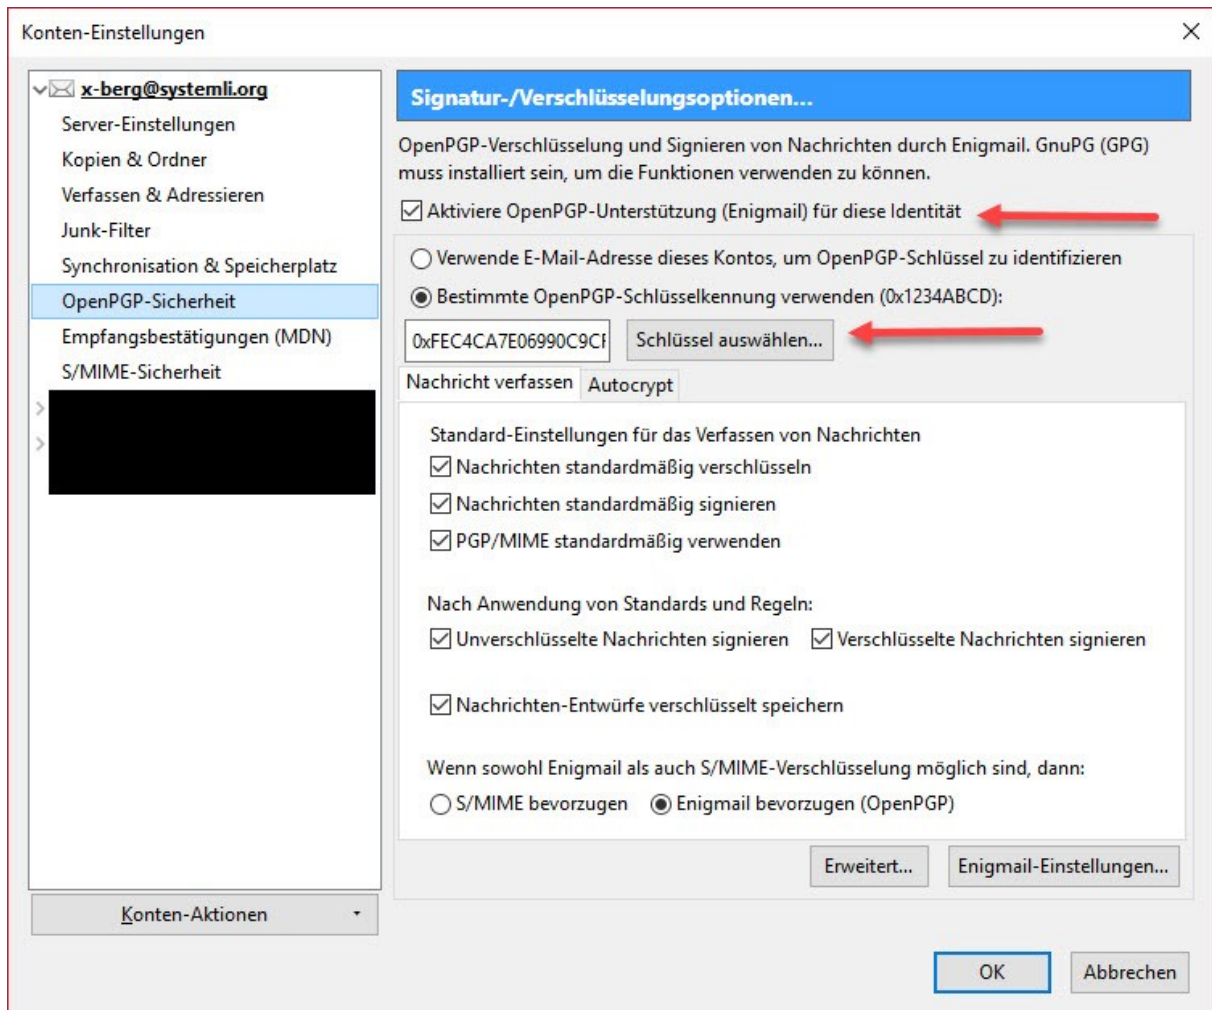 Konten-Einstellungen
x-berg@systemli.org
Server-Einstellungen
Kopien & Ordner
Verfassen & Adressieren
Junk-Filter
Synchronisation & Speicherplatz
OpenPGP-Sicherheit
Empfangsbestätigungen (MDN)
S/MIME-Sicherheit
Konten-Aktionen
Signatur-/Verschlüsselungsoptionen...
OpenPGP-Verschlüsselung und Signieren von Nachrichten durch Enigmail. GnuPG (GPG)
muss installiert sein, um die Funktionen verwenden zu können.
Aktiviere OpenPGP-Unterstützung (Enigmail) für diese Identität
Verwende E-Mail-Adresse dieses Kontos, um OpenPGP-Schlüssel zu identifizieren
Bestimmte OpenPGP-Schlüsselkennung verwenden (0x1234ABCD):
Schlüssel auswählen...
Nachricht verfassen Autocrypt
Standard-Einstellungen für das Verfassen von Nachrichten
Nachrichten standardmäßig verschlüsseln
Nachrichten standardmäßig signieren
PGP/MIME standardmäßig verwenden
Nach Anwendung von Standards und Regeln:
Unverschlüsselte Nachrichten signieren Verschlüsselte Nachrichten signieren
Nachrichten-Entwürfe verschlüsselt speichern
Wenn sowohl Enigmail als auch S/MIME-Verschlüsselung möglich sind, dann:
S/MIME bevorzugen Enigmail bevorzugen (OpenPGP)
Erweitert... Enigmail-Einstellungen...
OK Abbrechen